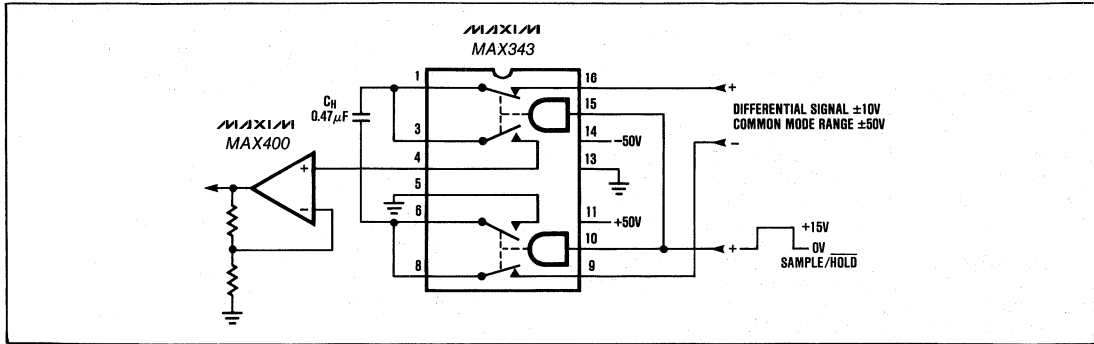 MAXIM
MAX343
1
16
CH
0.47µF
15
DIFFERENTIAL SIGNAL ±10V
COMMON MODE RANGE ±50V
MAXIM
MAX400
3
14
−50V
4
13
+
−
+
−
5
6
11
+50V
10
+
+15V
0V
SAMPLE/HOLD
8
9